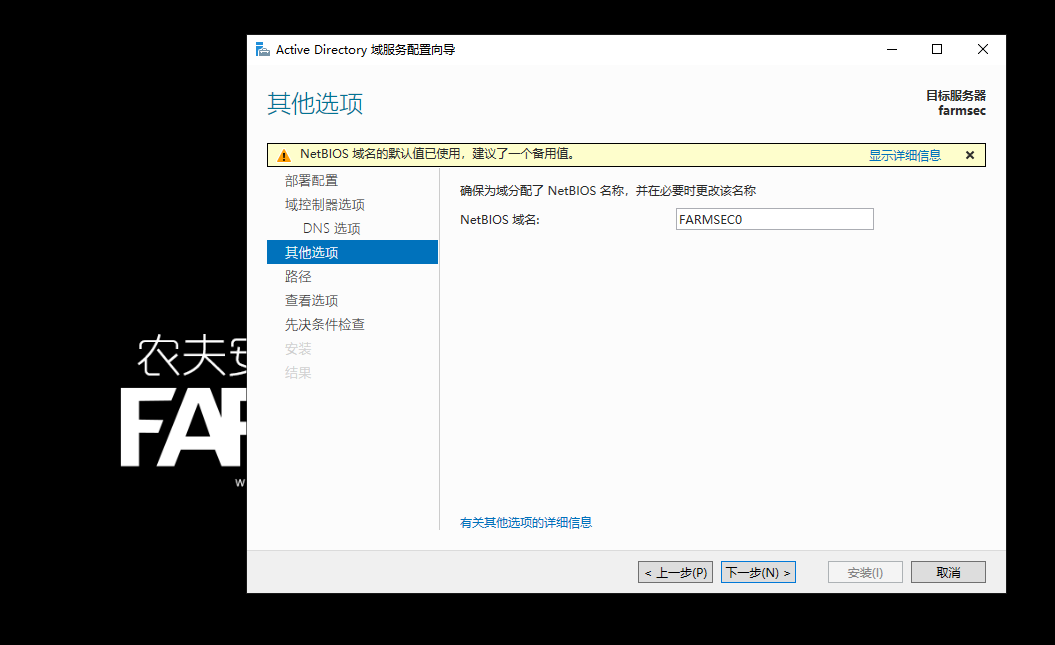 Active Directory 域服务配置向导
其他选项
目标服务器
farmsec
NetBIOS 域名的默认值已使用，建议了一个备用值。
显示详细信息
部署配置
域控制器选项
DNS 选项
其他选项
路径
查看选项
先决条件检查
安装
结果
确保为域分配了 NetBIOS 名称，并在必要时更改该名称
NetBIOS 域名:
FARMSEC0
农夫安
FAR
w
有关其他选项的详细信息
< 上一步(P)
下一步(N) >
安装(I)
取消